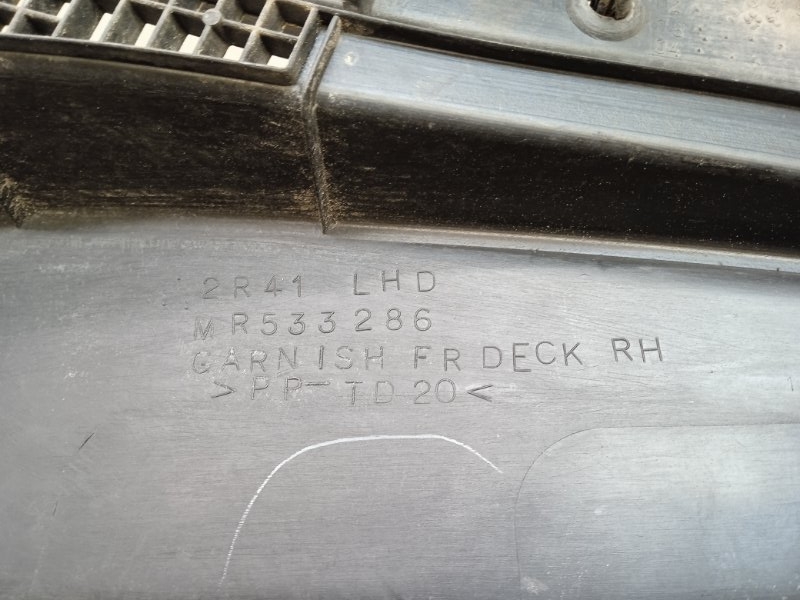 2R41 LHD
MR533286
GARNISH FR DECK RH
>PP-TD20<